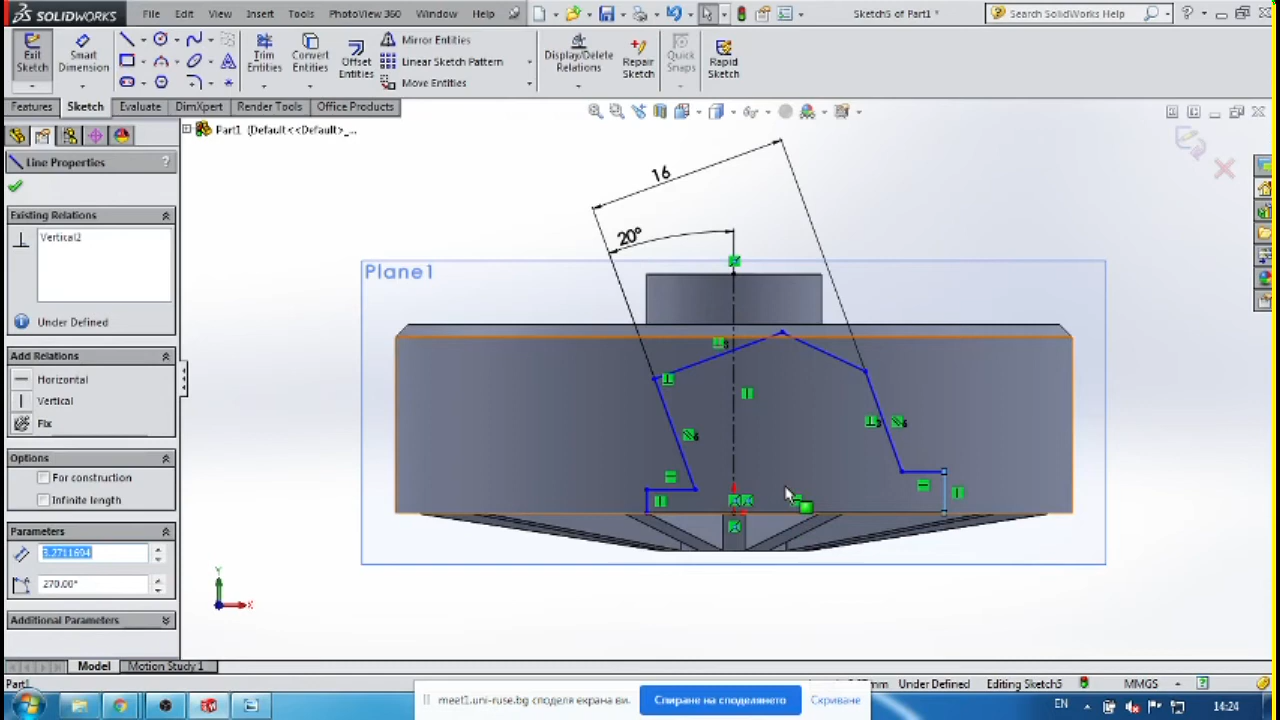 SOLIDWORKS File Edit View Insert Tools PhotoView 360 Window Help Sketch5 of Part1 * Search SolidWorks Help
Exit Sketch
Smart Dimension
Trim Entities
Convert Entities
Offset Entities
Mirror Entities
Linear Sketch Pattern
Move Entities
Display/Delete Relations
Repair Sketch
Quick Snaps
Rapid Sketch
Features Sketch Evaluate DimXpert Render Tools Office Products
Part1 (Default<<Default>_...
Line Properties ?
Existing Relations
Vertical2
Under Defined
Add Relations
Horizontal
Vertical
Fix
Options
For construction
Infinite length
Parameters
3.2711694
270.00°
Additional Parameters
16
20°
Plane1
Y
X
Model Motion Study 1
Part1 Under Defined Editing Sketch5 MMGS
meet1.uni-ruse.bg споделя екрана ви. Спиране на споделянето Скриване
EN 14:24